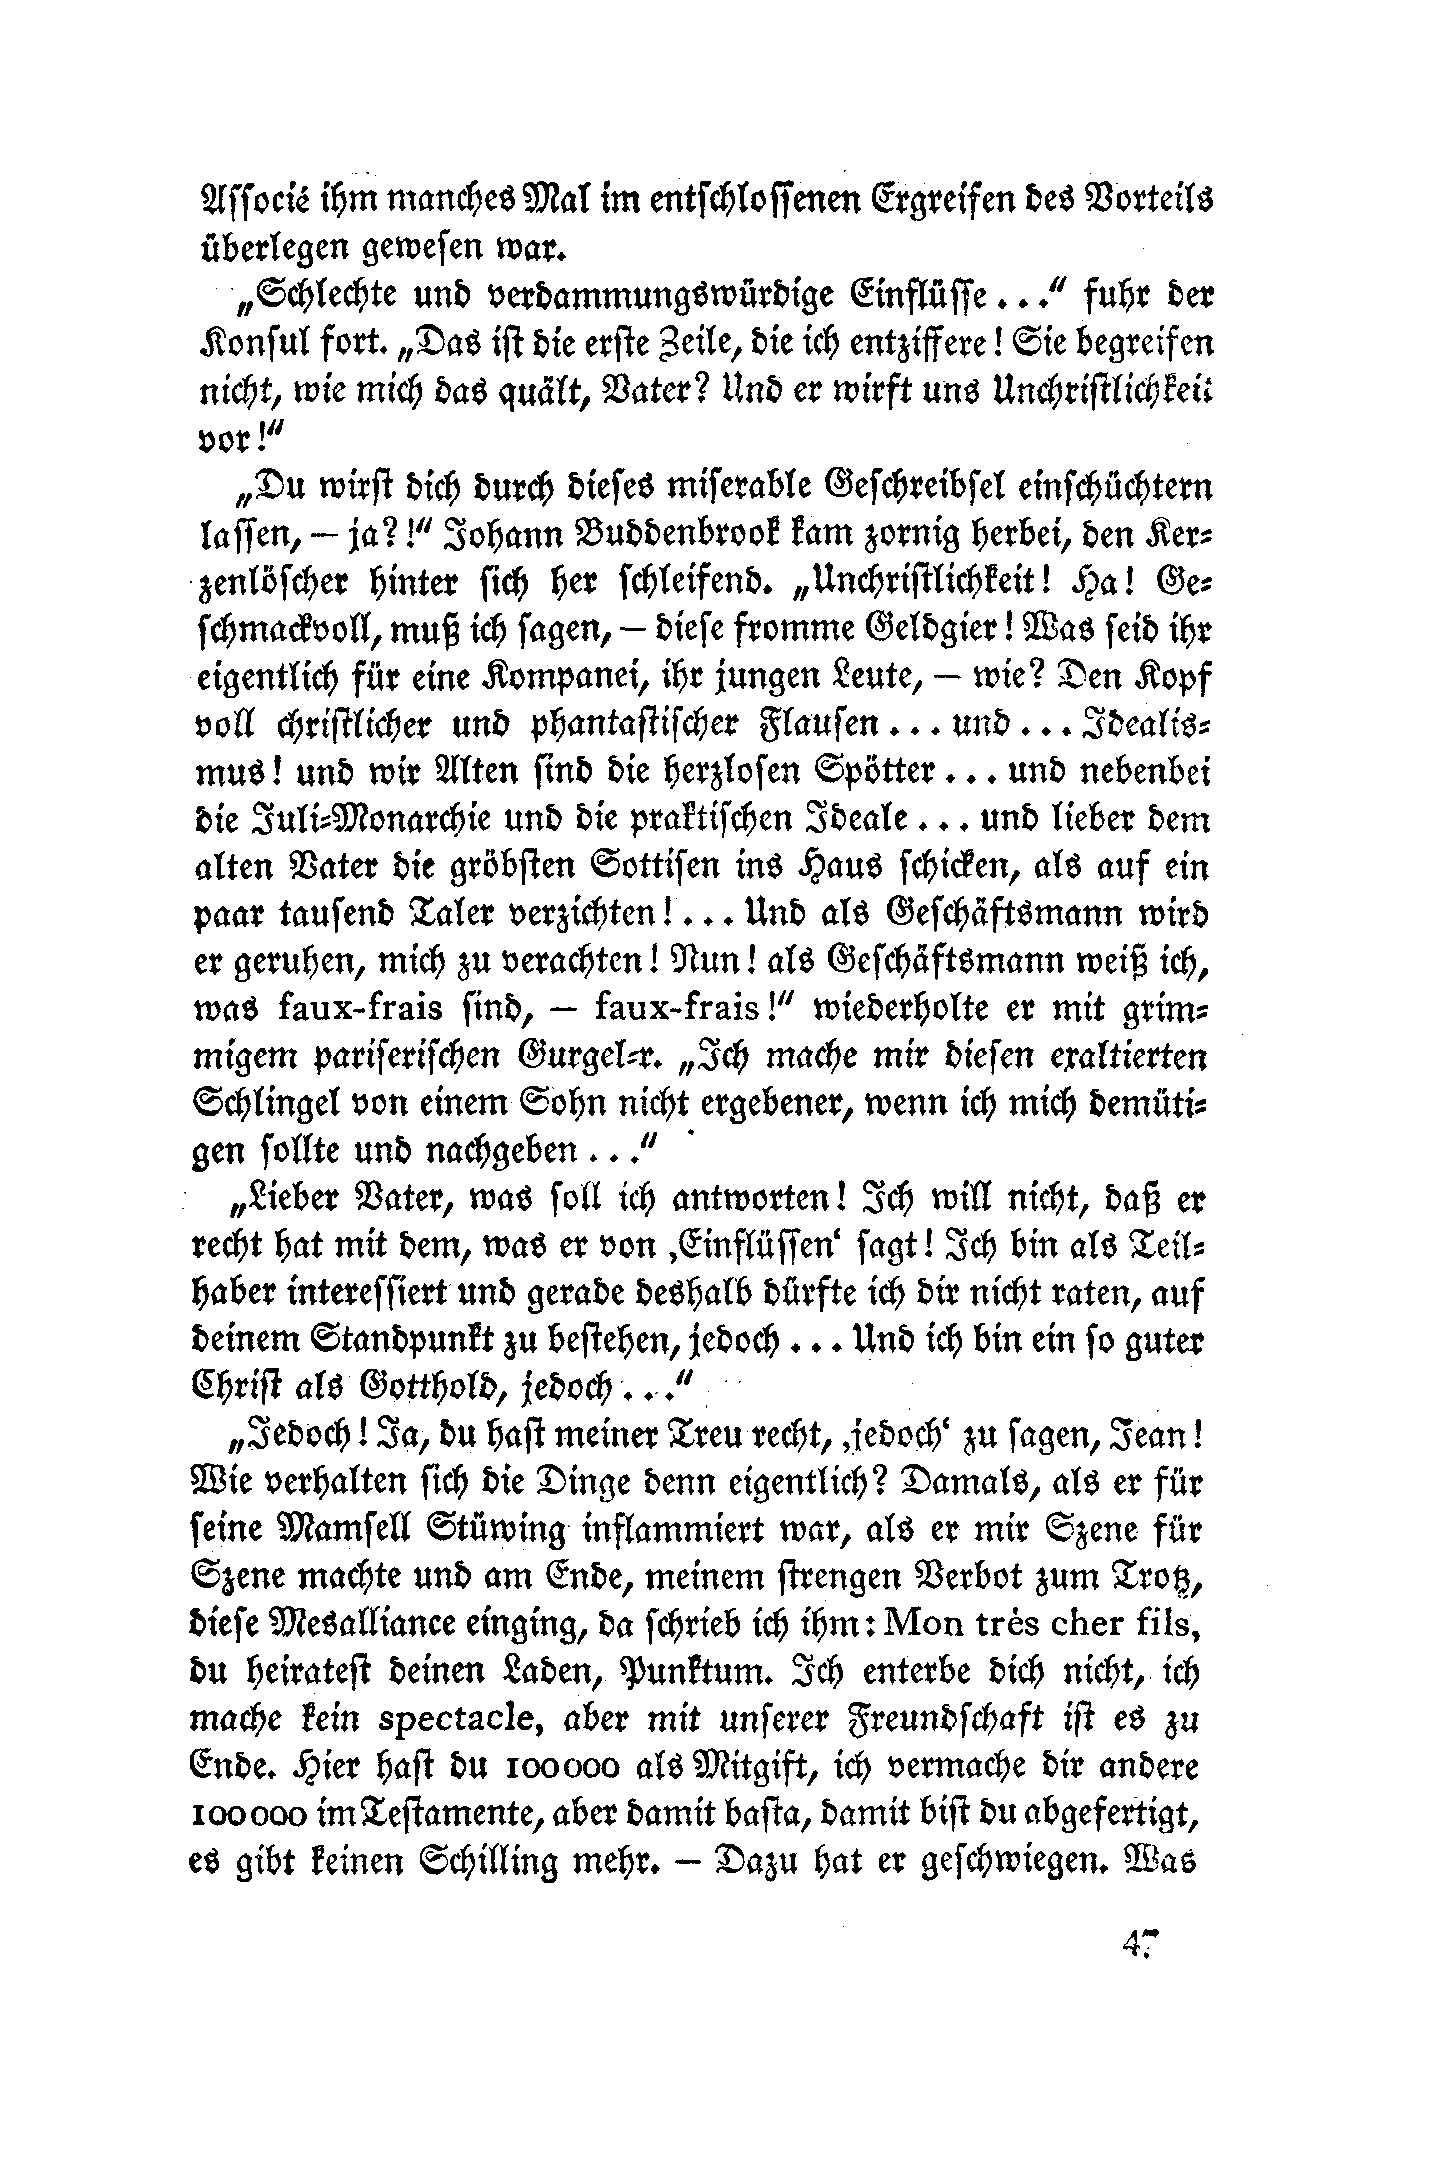 Associé ihm manches Mal im entschlossenen Ergreifen des Vorteils
überlegen gewesen war.
„Schlechte und verdammungswürdige Einflüsse . . .“ fuhr der
Konsul fort. „Das ist die erste Zeile, die ich entziffere! Sie begreifen
nicht, wie mich das quält, Vater? Und er wirft uns Unchristlichkeit
vor!“
„Du wirst dich durch dieses miserable Geschreibsel einschüchtern
lassen, — ja?!“ Johann Buddenbrook kam zornig herbei, den Ker-
zenlöscher hinter sich her schleifend. „Unchristlichkeit! Ha! Ge-
schmackvoll, muß ich sagen, — diese fromme Geldgier! Was seid ihr
eigentlich für eine Kompanei, ihr jungen Leute, — wie? Den Kopf
voll christlicher und phantastischer Flausen . . . und . . . Idealis-
mus! und wir Alten sind die herzlosen Spötter . . . und nebenbei
die Juli-Monarchie und die praktischen Ideale . . . und lieber dem
alten Vater die gröbsten Sottisen ins Haus schicken, als auf ein
paar tausend Taler verzichten! . . . Und als Geschäftsmann wird
er geruhen, mich zu verachten! Nun! als Geschäftsmann weiß ich,
was faux-frais sind, — faux-frais!“ wiederholte er mit grim-
migem pariserischen Gurgel-r. „Ich mache mir diesen exaltierten
Schlingel von einem Sohn nicht ergebener, wenn ich mich demüti-
gen sollte und nachgeben . . .“
„Lieber Vater, was soll ich antworten! Ich will nicht, daß er
recht hat mit dem, was er von ‚Einflüssen‘ sagt! Ich bin als Teil-
haber interessiert und gerade deshalb dürfte ich dir nicht raten, auf
deinem Standpunkt zu bestehen, jedoch . . . Und ich bin ein so guter
Christ als Gotthold, jedoch . . .“
„Jedoch! Ja, du hast meiner Treu recht, ‚jedoch‘ zu sagen, Jean!
Wie verhalten sich die Dinge denn eigentlich? Damals, als er für
seine Mamsell Stüwing inflammiert war, als er mir Szene für
Szene machte und am Ende, meinem strengen Verbot zum Trotz,
diese Mesalliance einging, da schrieb ich ihm: Mon très cher fils,
du heiratest deinen Laden, Punktum. Ich enterbe dich nicht, ich
mache kein spectacle, aber mit unserer Freundschaft ist es zu
Ende. Hier hast du 100000 als Mitgift, ich vermache dir andere
100000 im Testamente, aber damit basta, damit bist du abgefertigt,
es gibt keinen Schilling mehr. — Dazu hat er geschwiegen. Was
47